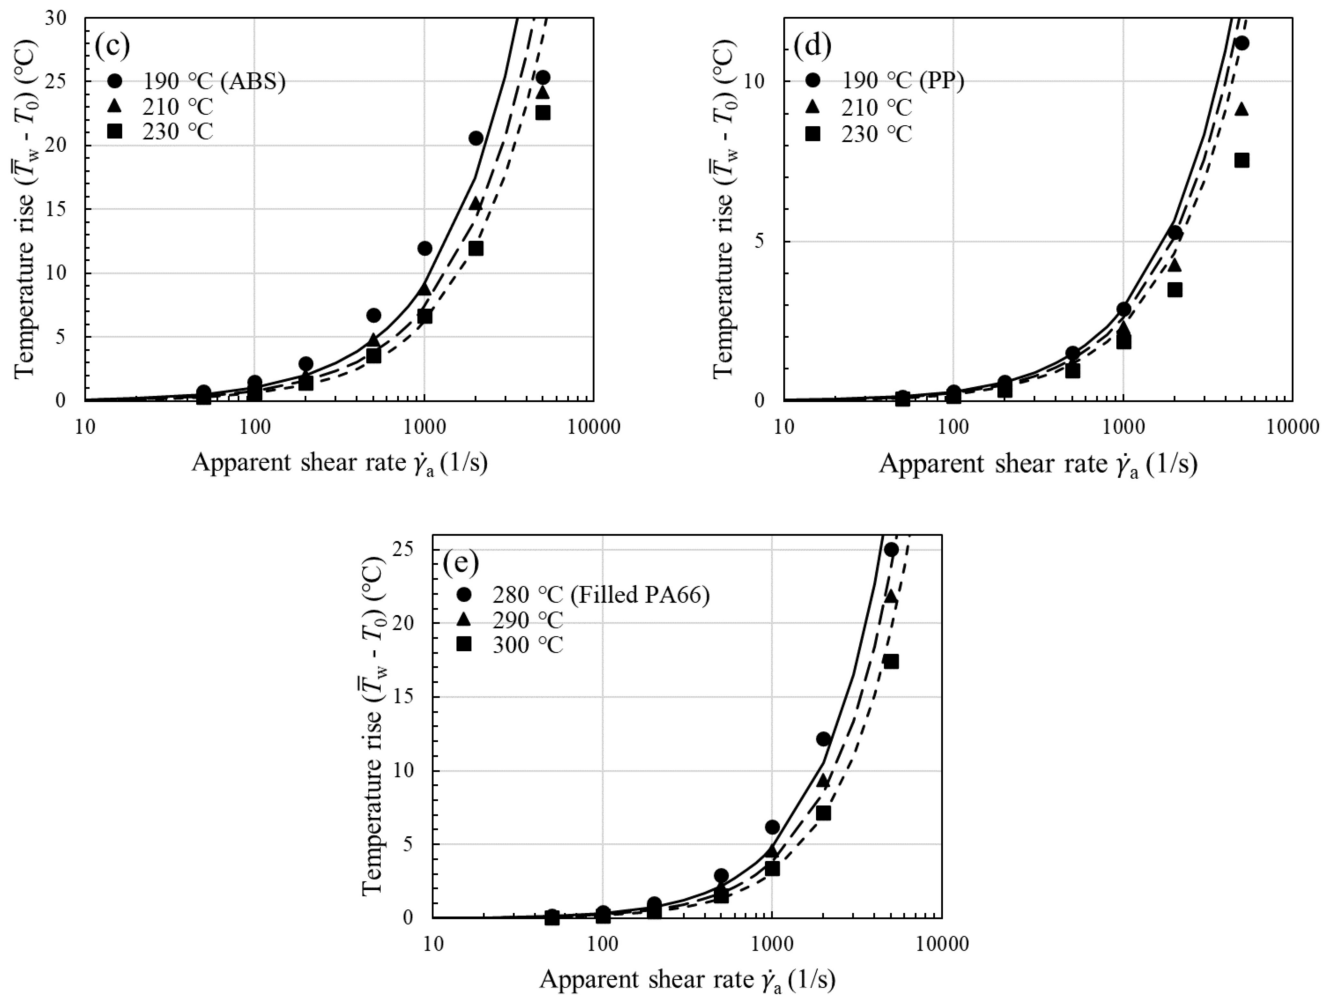 30
25
20
15
10
5
0
Temperature rise (T̅w - T0) (°C)
(c)
190 °C (ABS)
210 °C
230 °C
10 100 1000 10000
Apparent shear rate γ̇a (1/s)
10
5
0
Temperature rise (T̅w - T0) (°C)
(d)
190 °C (PP)
210 °C
230 °C
10 100 1000 10000
Apparent shear rate γ̇a (1/s)
25
20
15
10
5
0
Temperature rise (T̅w - T0) (°C)
(e)
280 °C (Filled PA66)
290 °C
300 °C
10 100 1000 10000
Apparent shear rate γ̇a (1/s)